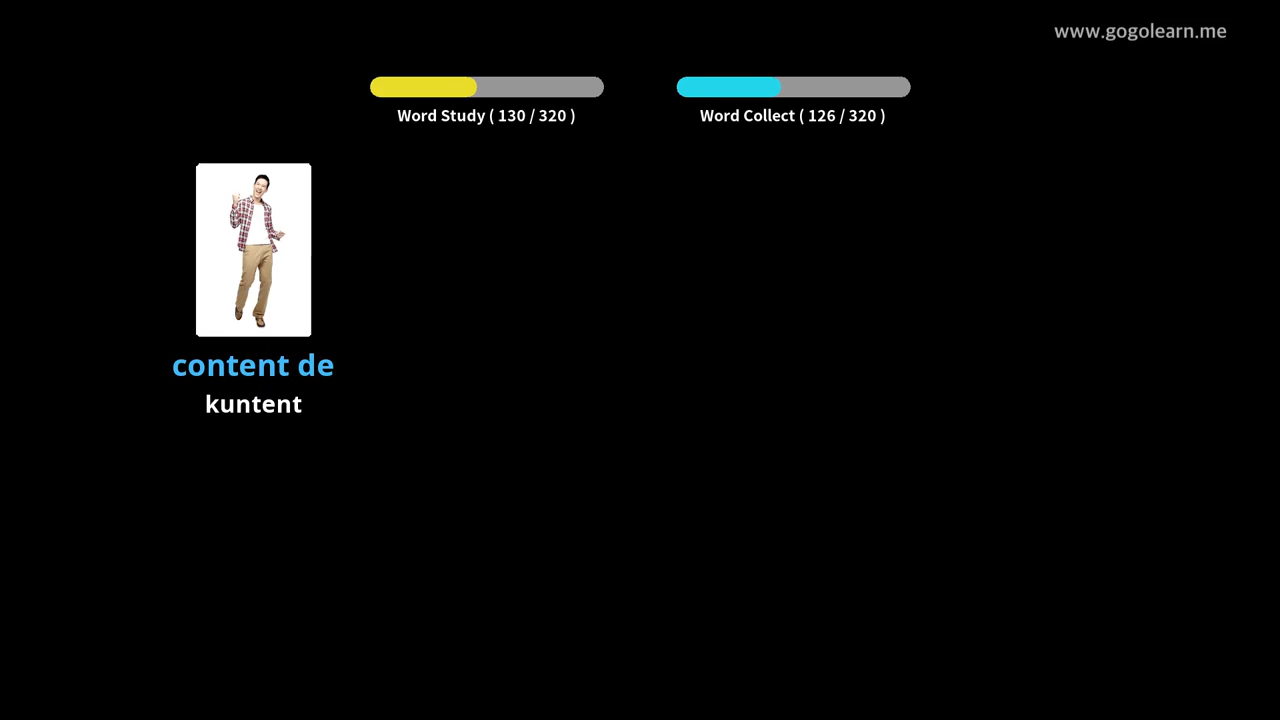 www.gogolearn.me
Word Study ( 130 / 320 )
Word Collect ( 126 / 320 )
content de
kuntent